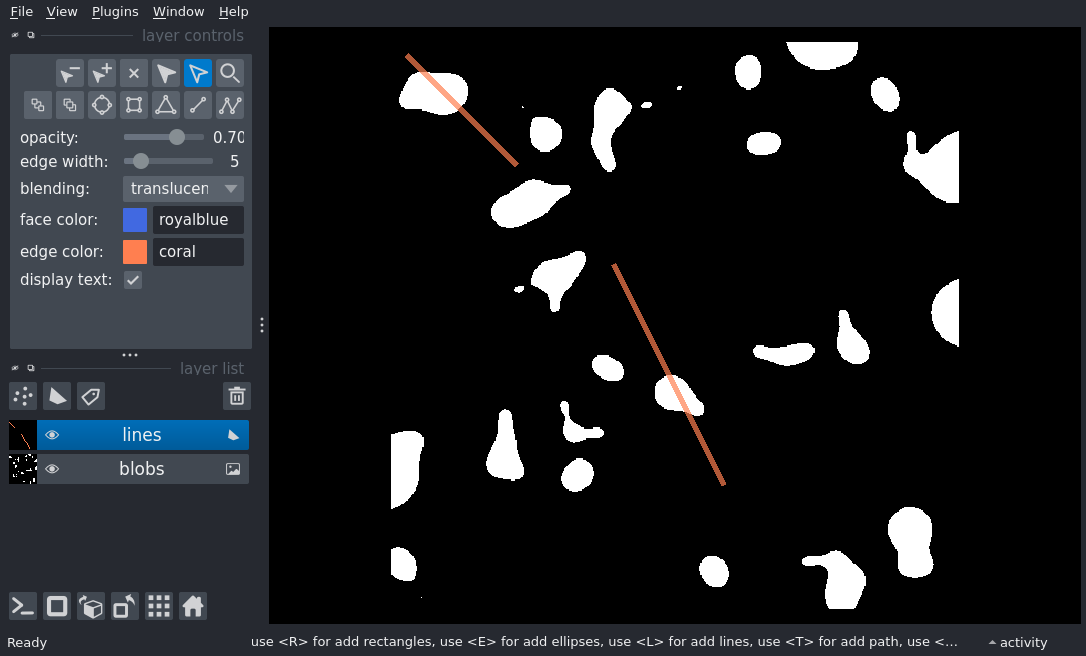 File View Plugins Window Help
layer controls
opacity: 0.70
edge width: 5
blending: translucen
face color: royalblue
edge color: coral
display text:
layer list
lines
blobs
Ready use <R> for add rectangles, use <E> for add ellipses, use <L> for add lines, use <T> for add path, use <... activity